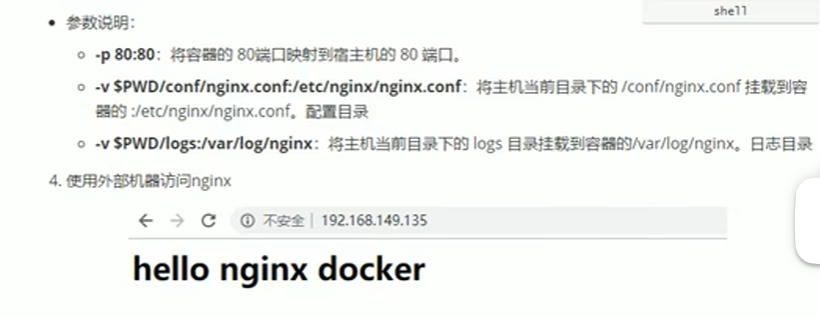 shell
参数说明：
-p 80:80：将容器的 80端口映射到宿主机的 80 端口。
-v $PWD/conf/nginx.conf:/etc/nginx/nginx.conf：将主机当前目录下的 /conf/nginx.conf 挂载到容
器的 :/etc/nginx/nginx.conf。配置目录
-v $PWD/logs:/var/log/nginx：将主机当前目录下的 logs 目录挂载到容器的/var/log/nginx。日志目录
4. 使用外部机器访问nginx
不安全 | 192.168.149.135
hello nginx docker